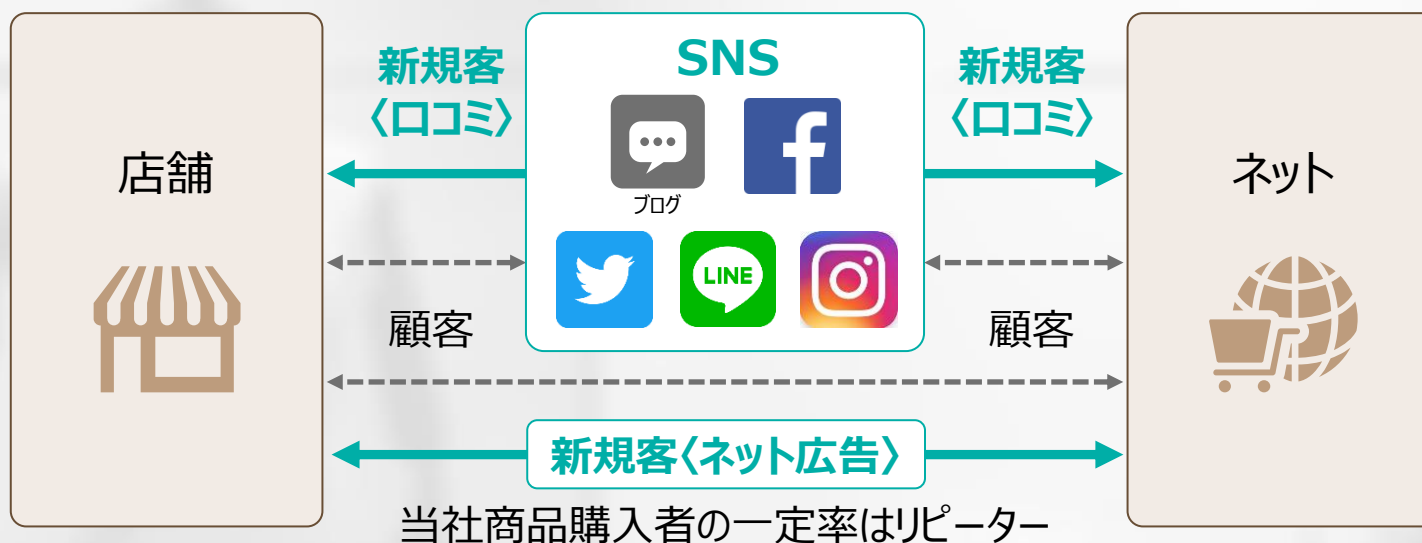 SNS
新規客
〈口コミ〉
新規客
〈口コミ〉
店舗
ブログ
f
LINE
ネット
顧客
顧客
新規客〈ネット広告〉
当社商品購入者の一定率はリピーター